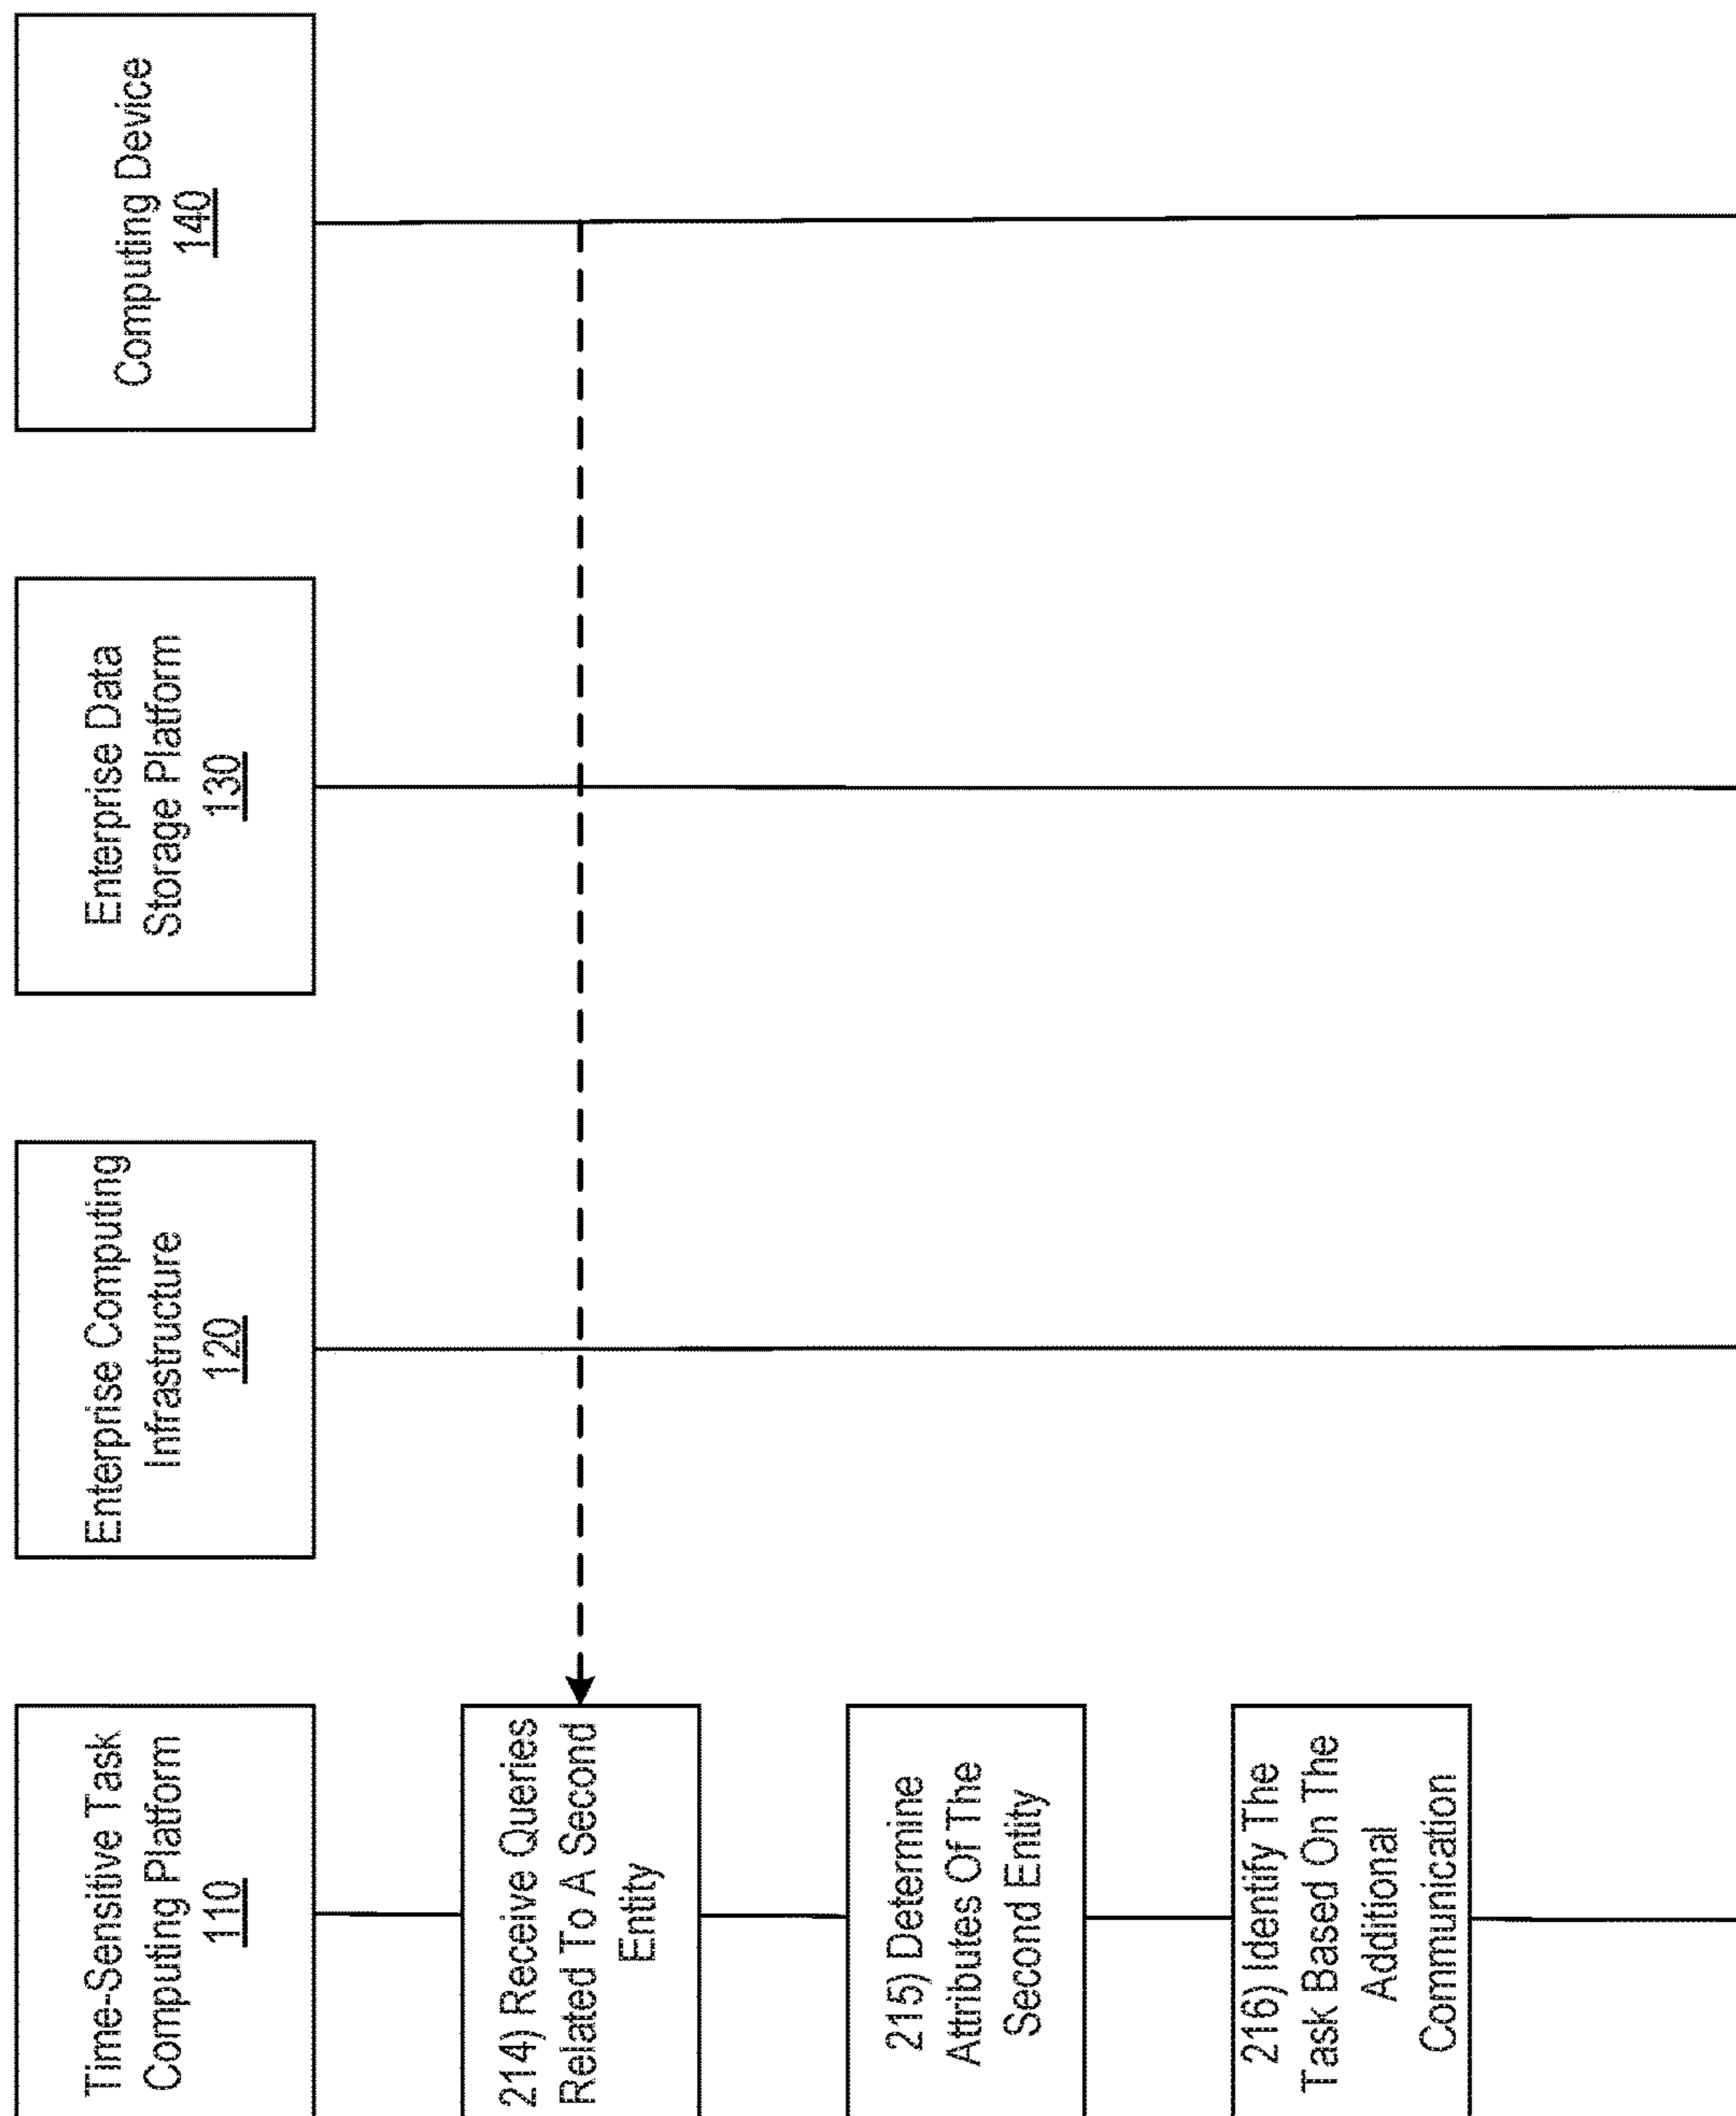 Time-Sensitive Task
Computing Platform
110
Enterprise Computing
Infrastructure
120
Enterprise Data
Storage Platform
130
Computing Device
140
214) Receive Queries
Related To A Second
Entity
215) Determine
Attributes Of The
Second Entity
216) Identify The
Task Based On The
Additional
Communication